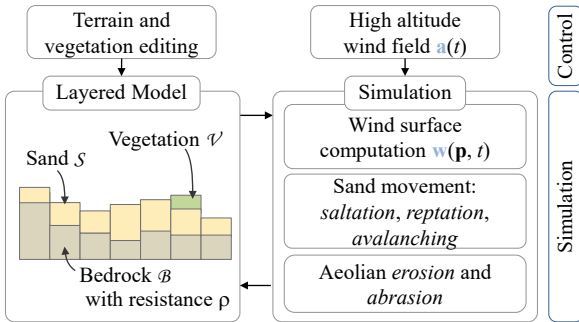 Terrain and
vegetation editing
High altitude
wind field a(t)
Control
Layered Model
Vegetation 𝒱
Sand 𝒮
Bedrock ℬ
with resistance ρ
Simulation
Wind surface
computation w(p, t)
Sand movement:
saltation, reptation,
avalanching
Aeolian erosion and
abrasion
Simulation